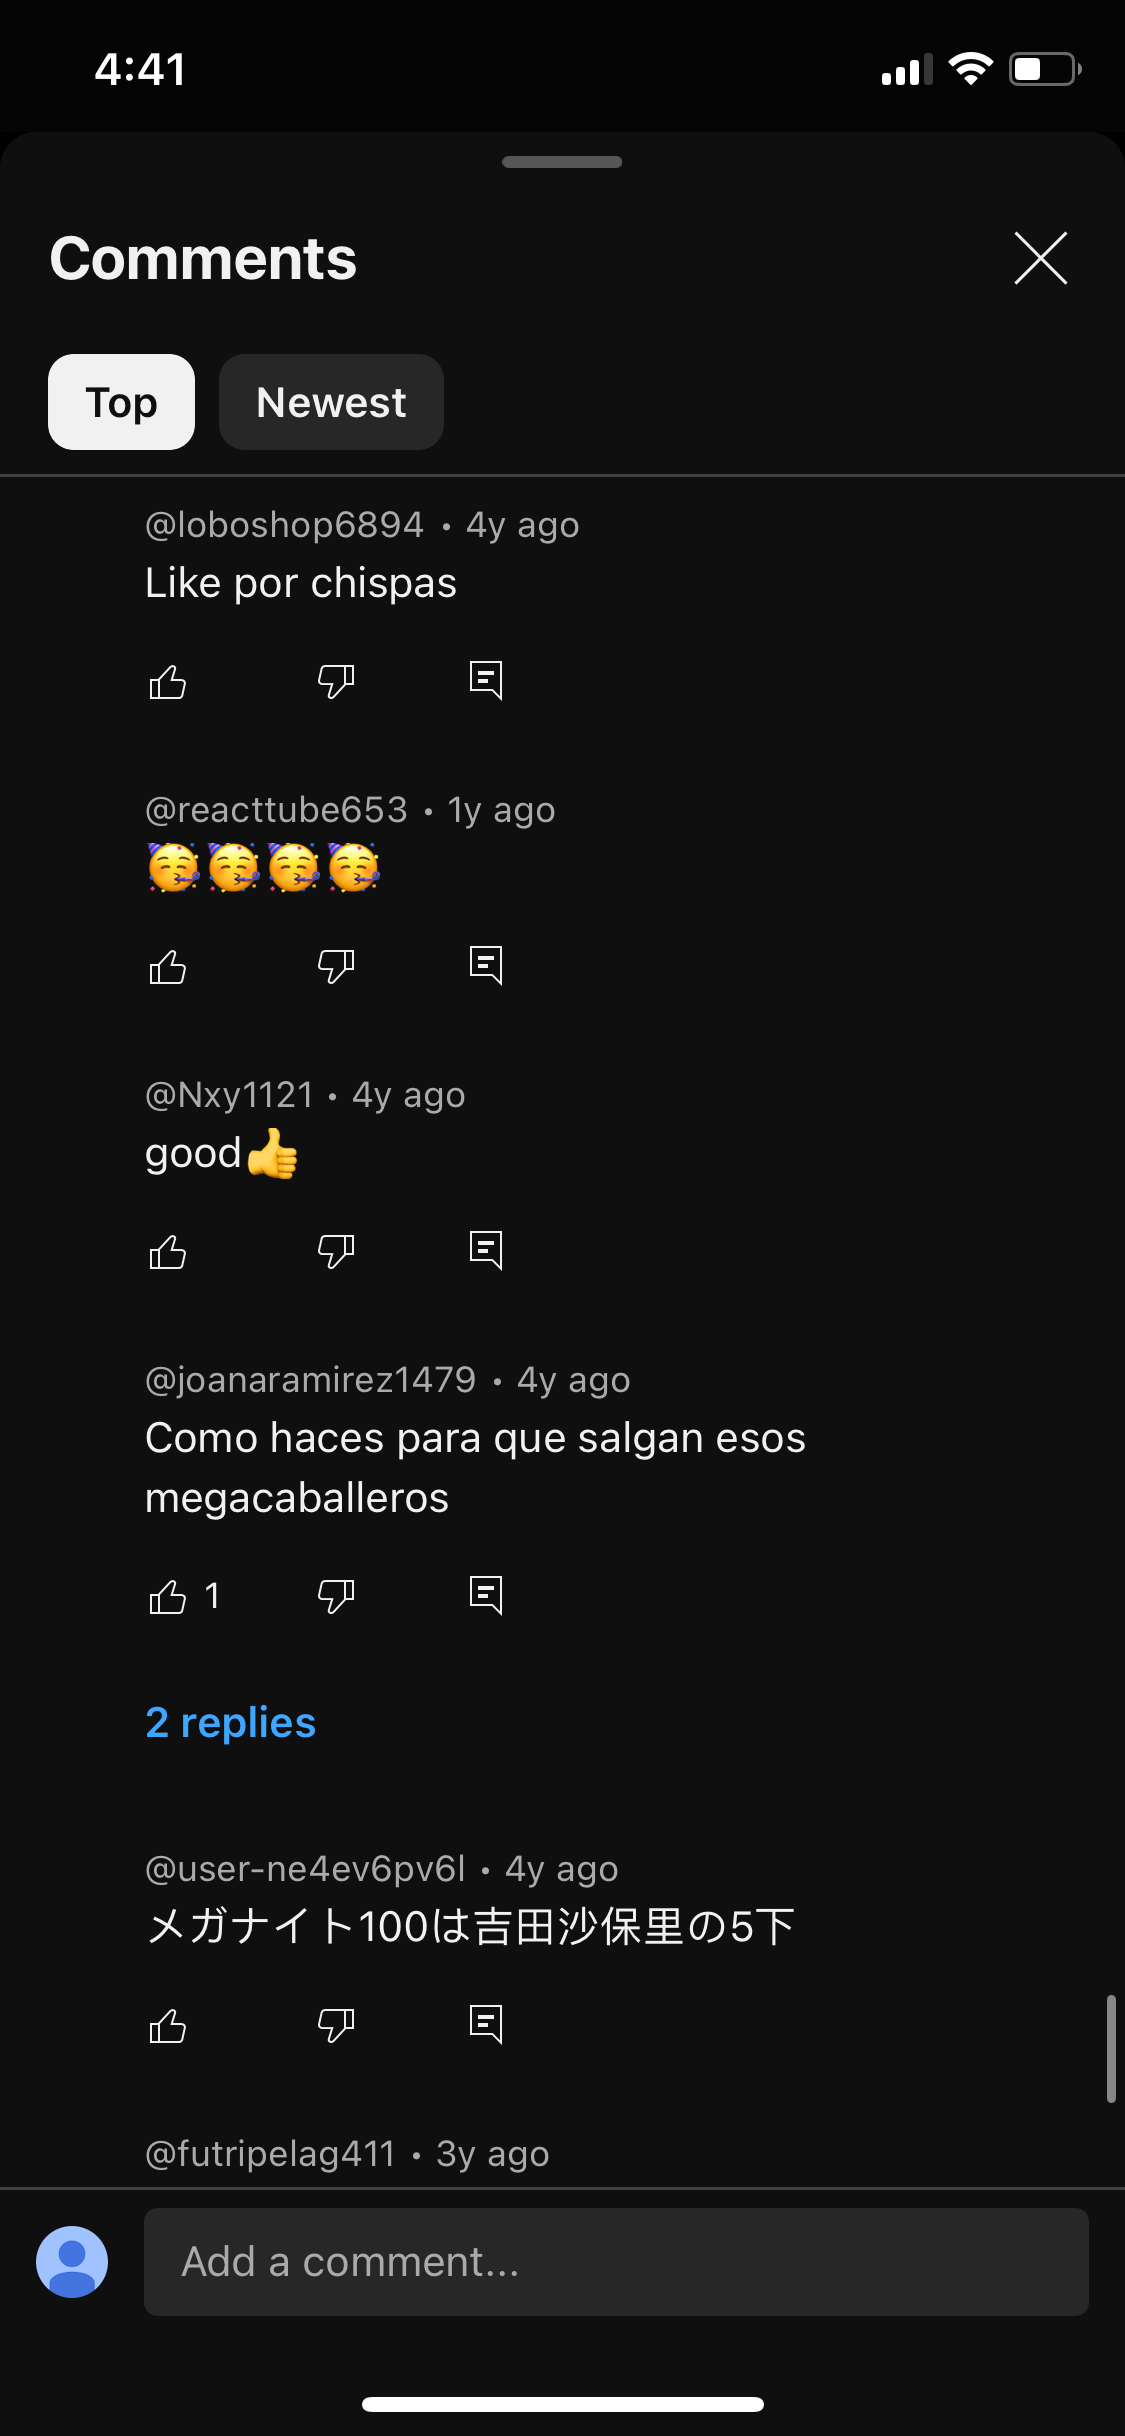 4:41
Comments
Top Newest
@loboshop6894 • 4y ago
Like por chispas
@reacttube653 • 1y ago
🥳🥳🥳🥳
@Nxy1121 • 4y ago
good👍
@joanaramirez1479 • 4y ago
Como haces para que salgan esos
megacaballeros
1
2 replies
@user-ne4ev6pv6l • 4y ago
メガナイト100は吉田沙保里の5下
@futripelag411 • 3y ago
Add a comment...